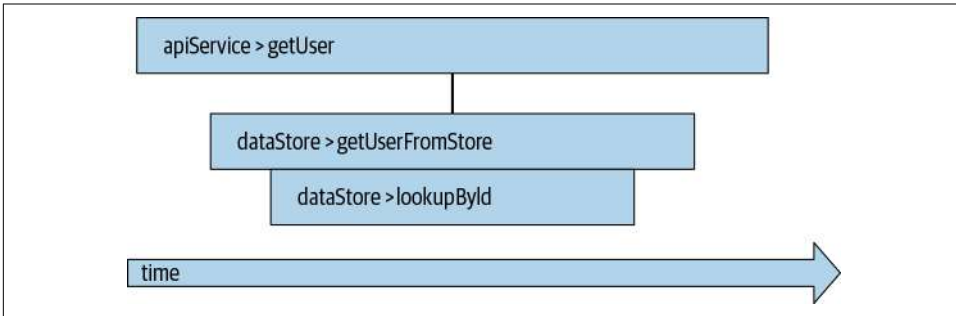 apiService > getUser
dataStore > getUserFromStore
dataStore >lookupById
time